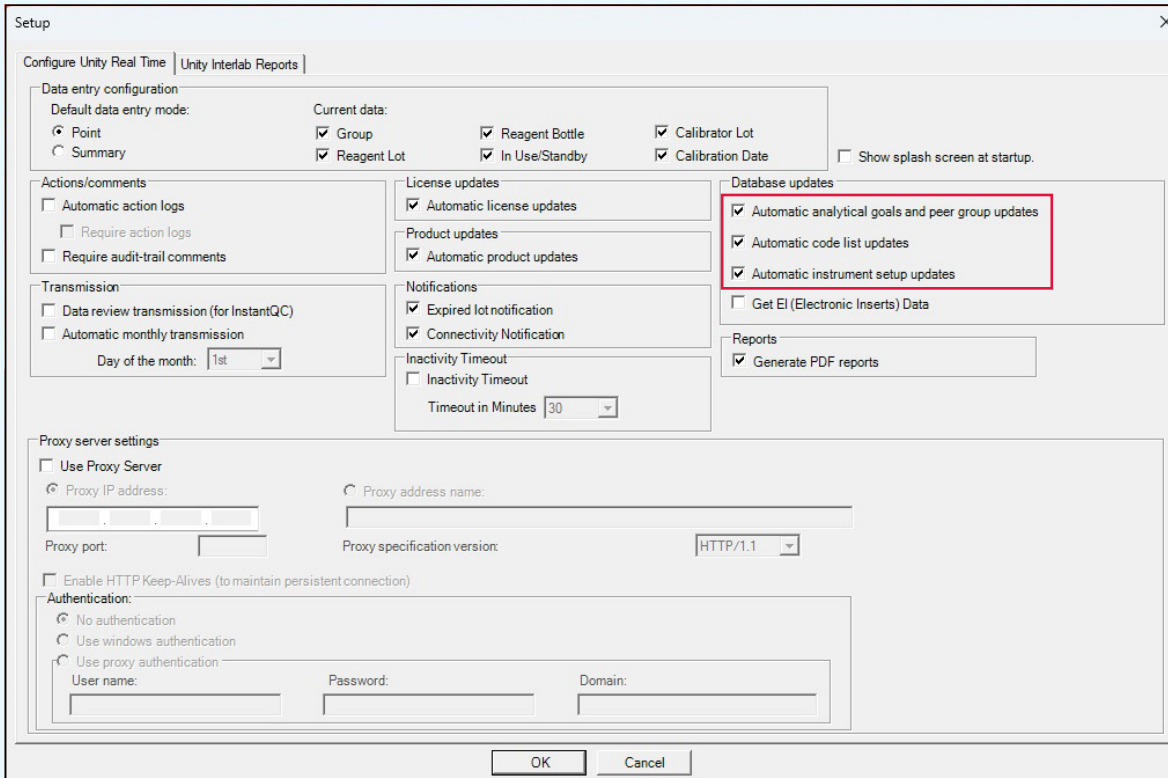 Setup
Configure Unity Real Time
Unity Interlab Reports
Data entry configuration
Default data entry mode:
Point
Summary
Current data:
Group
Reagent Bottle
Calibrator Lot
Reagent Lot
In Use/Standby
Calibration Date
Show splash screen at startup.
Actions/comments
Automatic action logs
Require action logs
Require audit-trail comments
License updates
Automatic license updates
Product updates
Automatic product updates
Database updates
Automatic analytical goals and peer group updates
Automatic code list updates
Automatic instrument setup updates
Get EI (Electronic Inserts) Data
Transmission
Data review transmission (for InstantQC)
Automatic monthly transmission
Day of the month: 1st
Notifications
Expired lot notification
Connectivity Notification
Reports
Generate PDF reports
Inactivity Timeout
Inactivity Timeout
Timeout in Minutes 30
Proxy server settings
Use Proxy Server
Proxy IP address:
Proxy address name:
. . .
Proxy port:
Proxy specification version: HTTP/1.1
Enable HTTP Keep-Alives (to maintain persistent connection)
Authentication:
No authentication
Use windows authentication
Use proxy authentication
User name:
Password:
Domain:
OK
Cancel